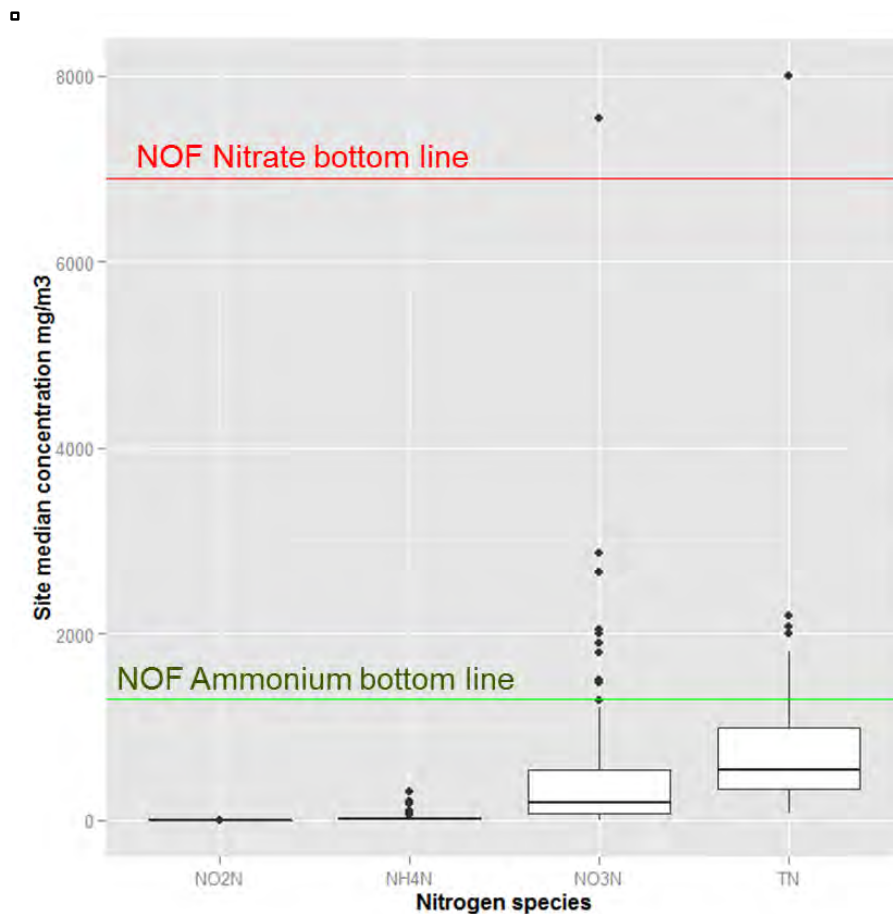 8000
NOF Nitrate bottom line
6000
Site median concentration mg/m3
4000
2000
NOF Ammonium bottom line
0
NO2N NH4N NO3N TN
Nitrogen species